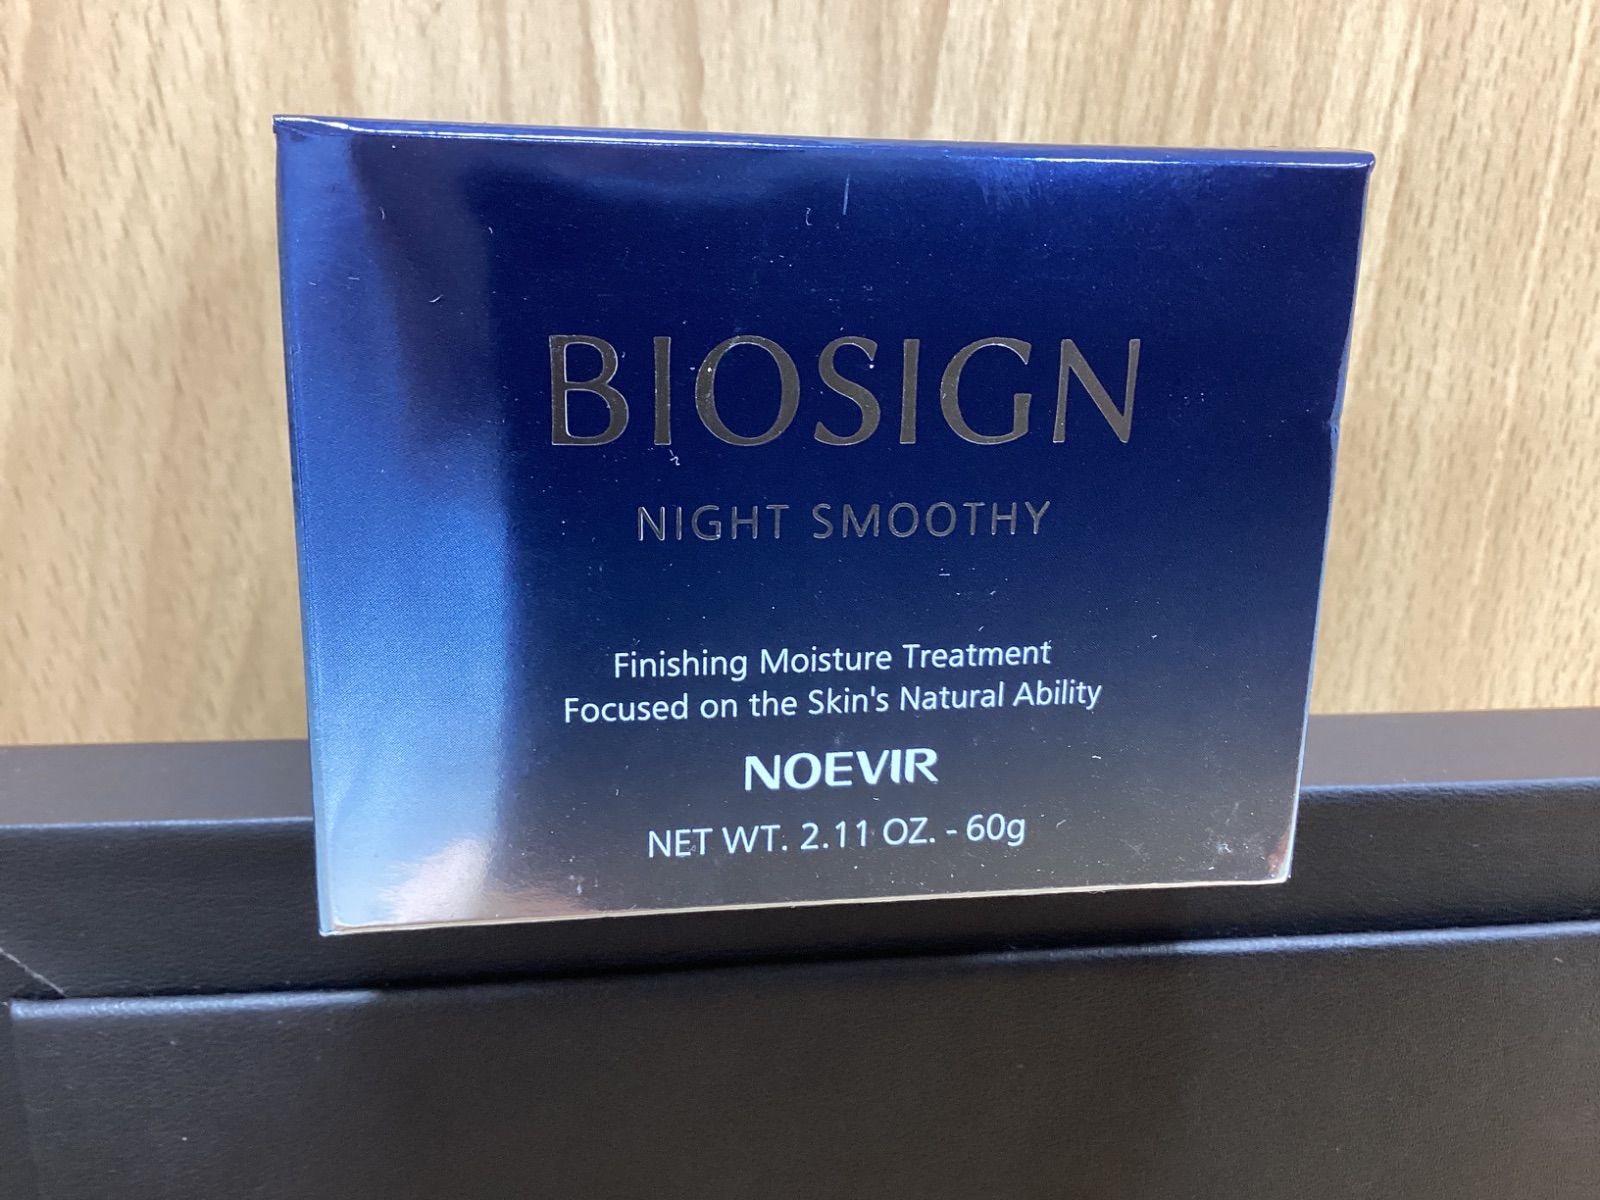 BIOSIGN
NIGHT SMOOTHY
Finishing Moisture Treatment
Focused on the Skin's Natural Ability
NOEVIR
NET WT. 2.11 OZ. - 60g